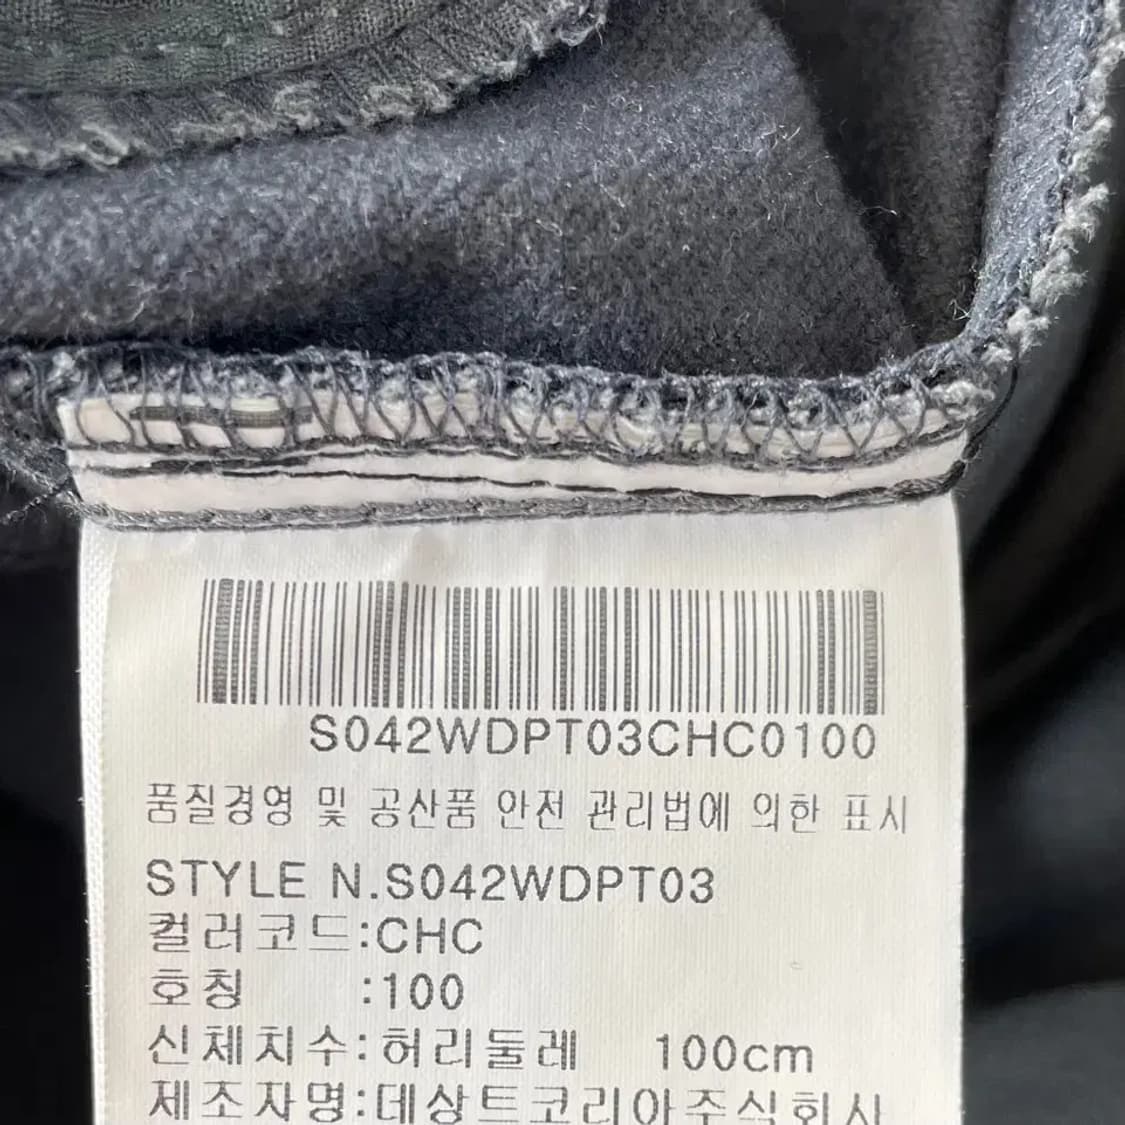 S042WDPT03CHC0100
품질경영 및 공산품 안전 관리법에 의한 표시
STYLE N.S042WDPT03
컬러코드:CHC
호칭 :100
신체치수:허리둘레 100cm
제조자명:데상트코리아주식회사